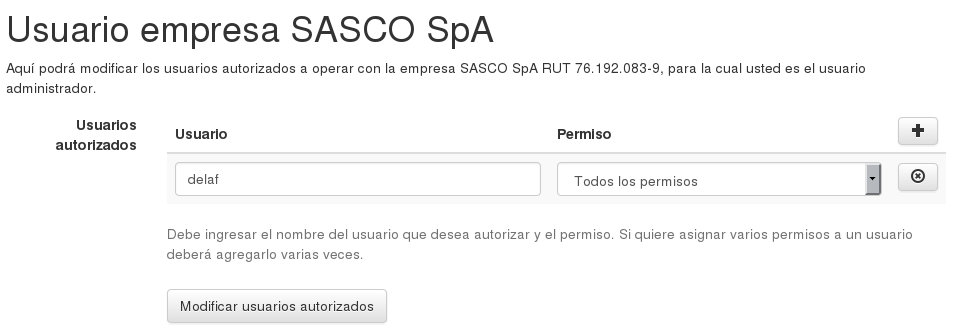 Usuario empresa SASCO SpA
Aquí podrá modificar los usuarios autorizados a operar con la empresa SASCO SpA RUT 76.192.083-9, para la cual usted es el usuario
administrador.
Usuarios
autorizados
Usuario Permiso
delaf Todos los permisos
Debe ingresar el nombre del usuario que desea autorizar y el permiso. Si quiere asignar varios permisos a un usuario
deberá agregarlo varias veces.
Modificar usuarios autorizados